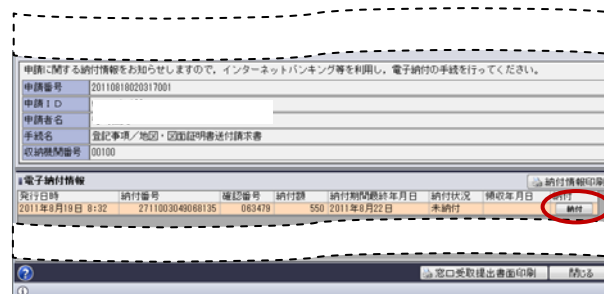 申請に関する納付情報をお知らせしますので，インターネットバンキング等を利用し，電子納付の手続を行ってください。
申請番号 20110818020317001
申請ＩＤ
申請者名
手続名 登記事項／地図・図面証明書送付請求書
収納機関番号 00100
電子納付情報 納付情報印刷
発行日時 納付番号 確認番号 納付額 納付期間最終年月日 納付状況 領収年月日 納付
2011年8月19日 8:32 2711003049068135 063479 550 2011年8月22日 未納付 納付
窓口受取提出書面印刷 閉じる